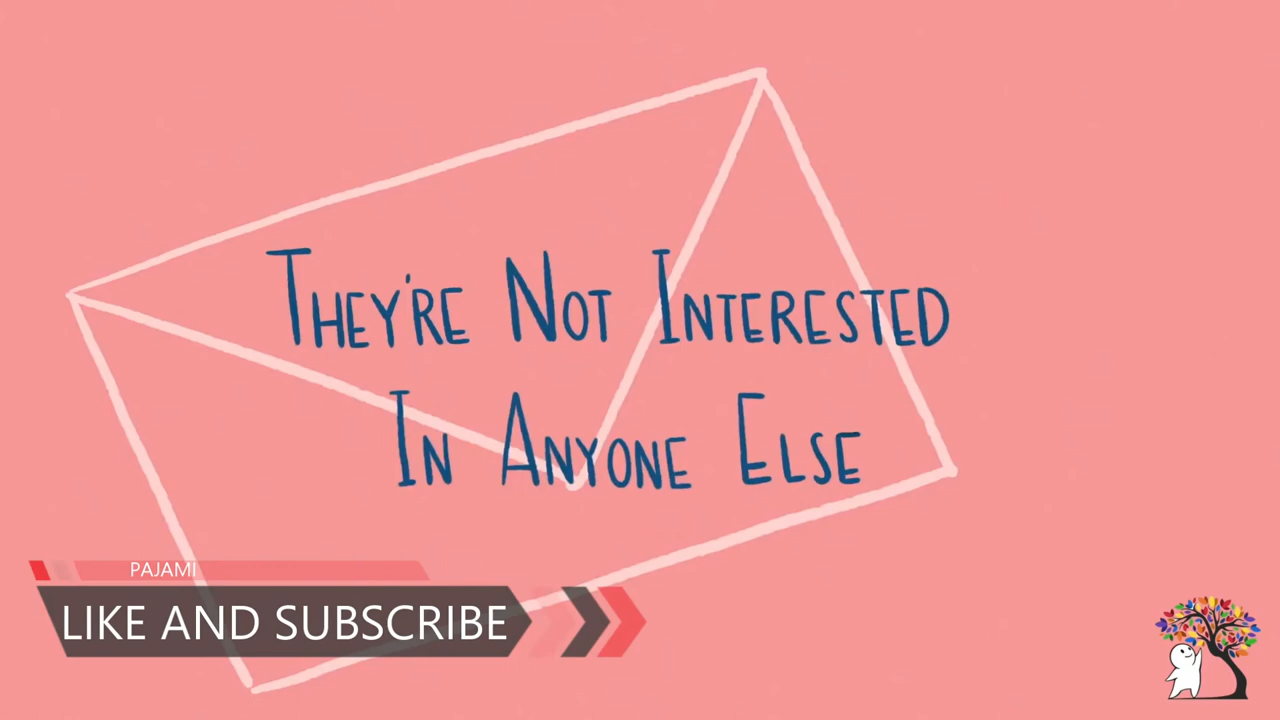 They're Not Interested
In Anyone Else
PAJAMI
LIKE AND SUBSCRIBE